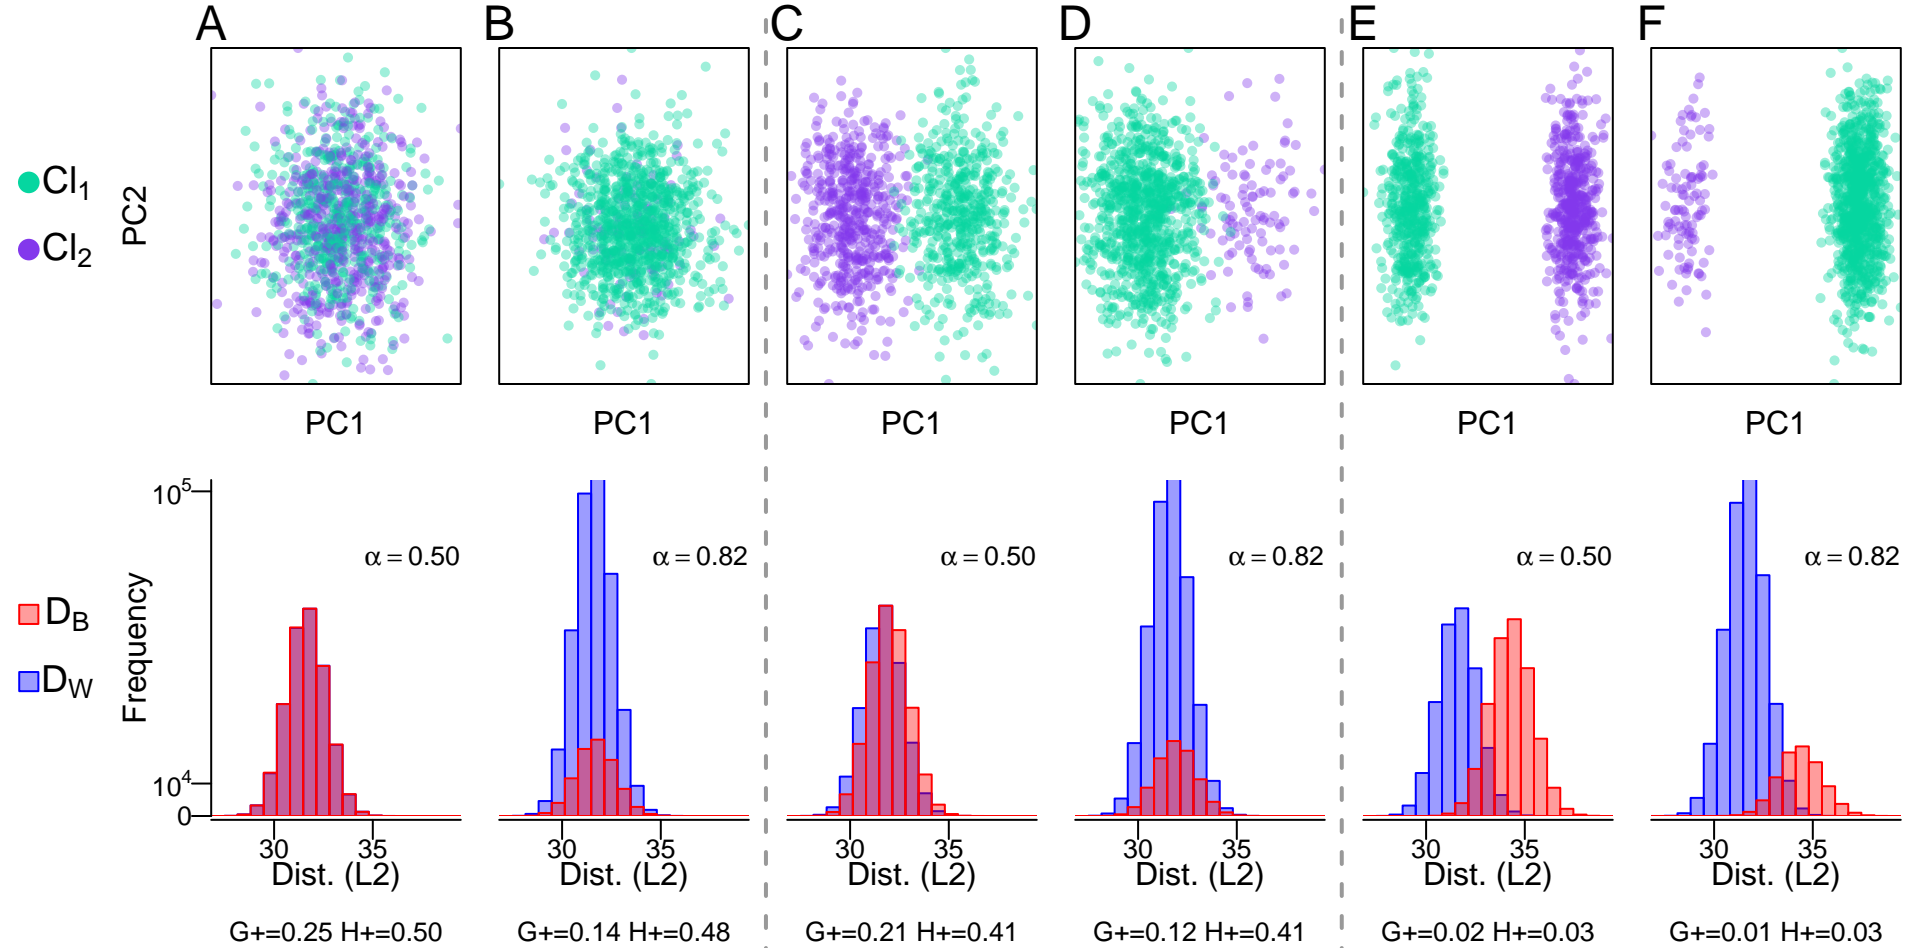 A B C D E F
Cl1
Cl2
PC2
PC1 PC1 PC1 PC1 PC1 PC1
10^5
α = 0.50 α = 0.82 α = 0.50 α = 0.82 α = 0.50 α = 0.82
DB
DW
Frequency
10^4
0
30 35 30 35 30 35 30 35 30 35 30 35
Dist. (L2) Dist. (L2) Dist. (L2) Dist. (L2) Dist. (L2) Dist. (L2)
G+=0.25 H+=0.50 G+=0.14 H+=0.48 G+=0.21 H+=0.41 G+=0.12 H+=0.41 G+=0.02 H+=0.03 G+=0.01 H+=0.03